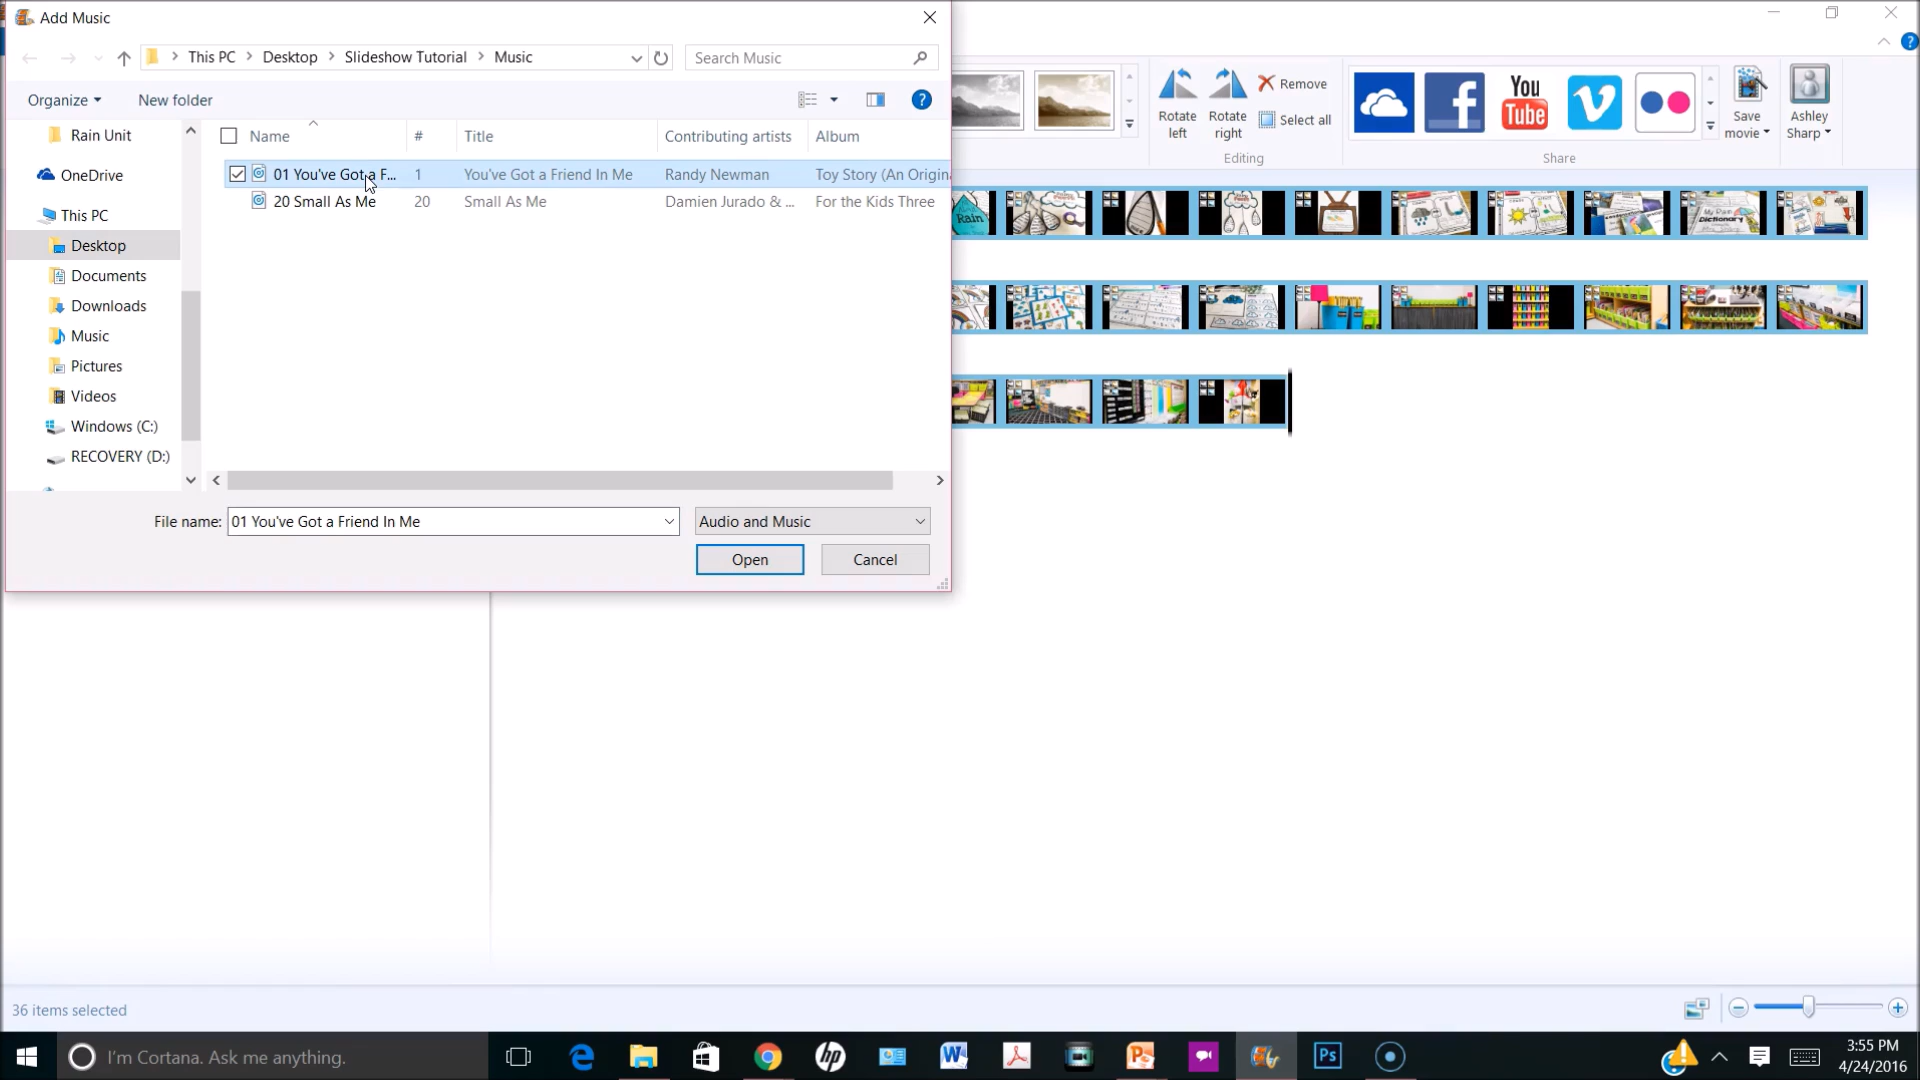 Add Music
This PC > Desktop > Slideshow Tutorial > Music
Search Music
Organize
New folder
Rain Unit
OneDrive
This PC
Desktop
Documents
Downloads
Music
Pictures
Videos
Windows (C:)
RECOVERY (D:)
Name # Title Contributing artists Album
01 You've Got a F... 1 You've Got a Friend In Me Randy Newman Toy Story (An Origin
20 Small As Me 20 Small As Me Damien Jurado & ... For the Kids Three
File name: 01 You've Got a Friend In Me
Audio and Music
Open
Cancel
Rotate left
Rotate right
Remove
Select all
Editing
You Tube
Share
Save movie
Ashley Sharp
Rain
My Rain
Dictionary
36 items selected
I'm Cortana. Ask me anything.
hp
Ps
3:55 PM
4/24/2016